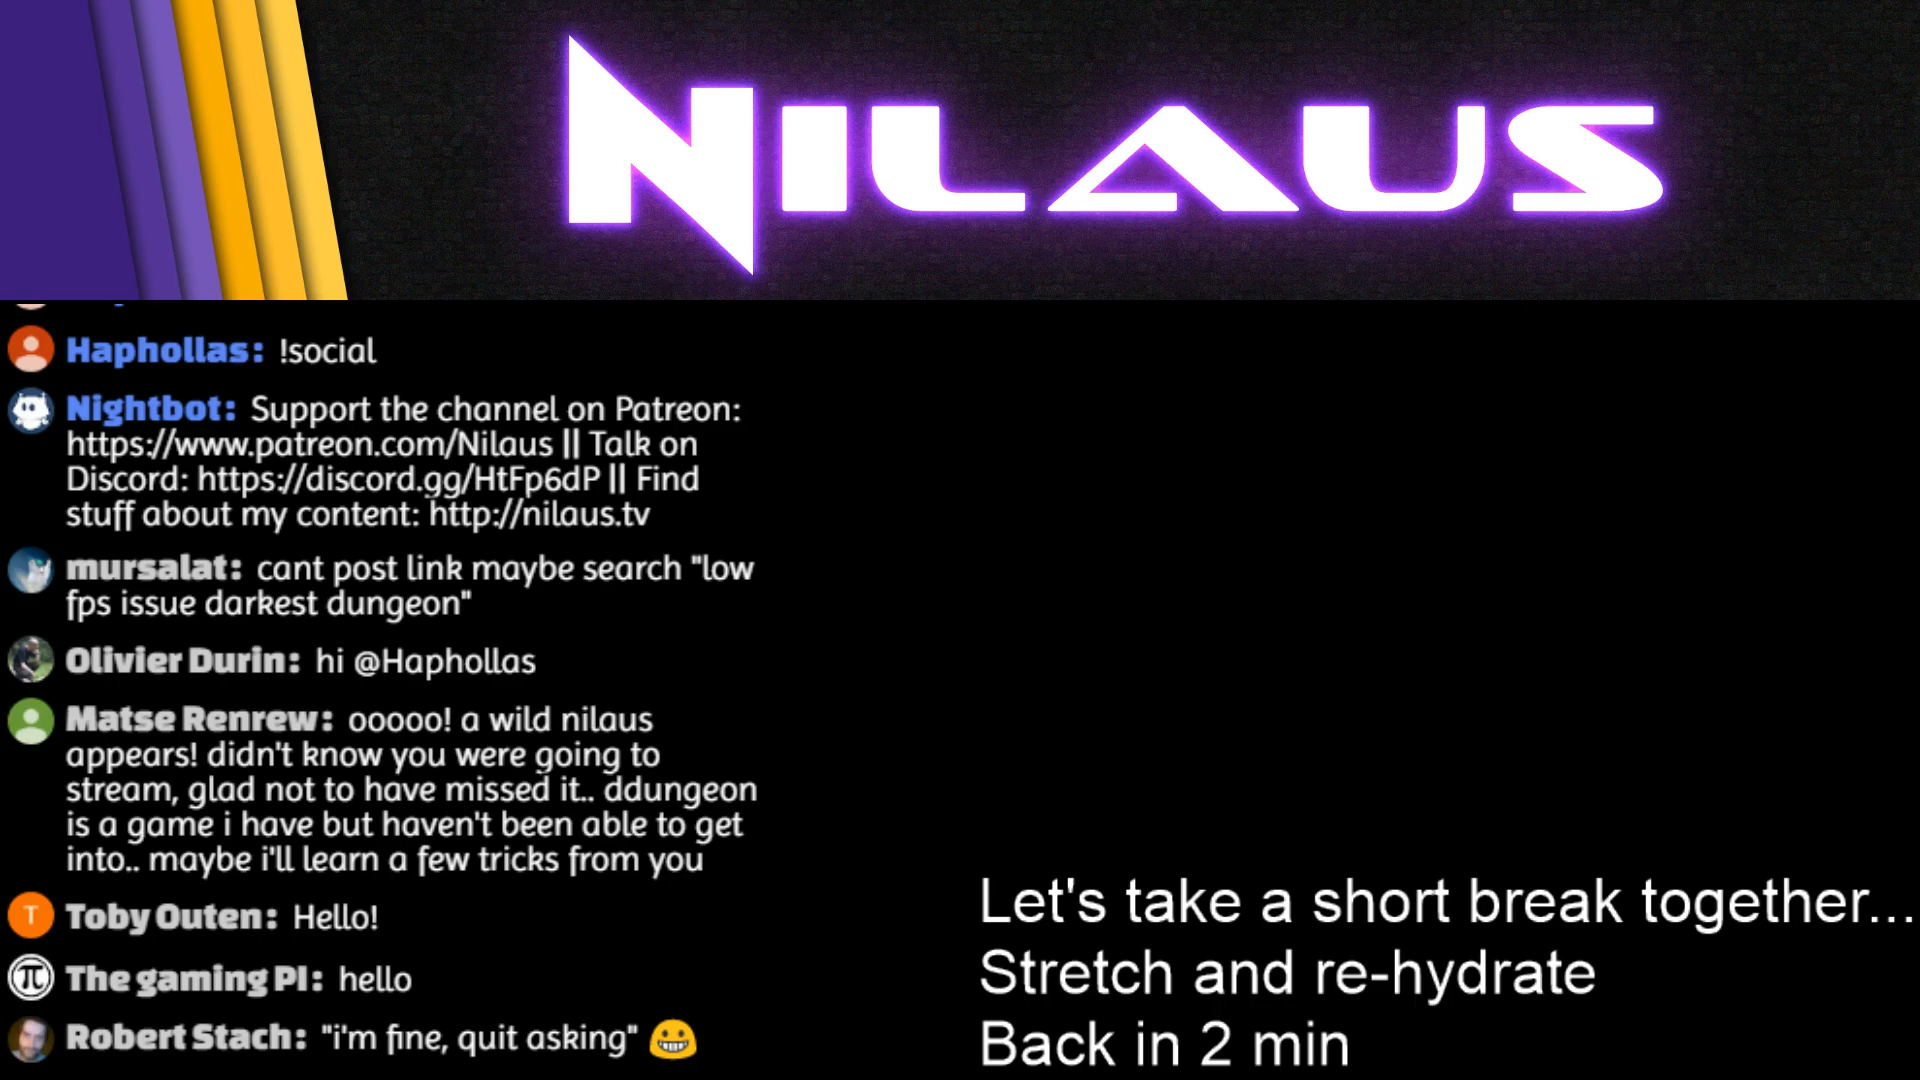 NILAUS
Haphollas: !social
Nightbot: Support the channel on Patreon:
https://www.patreon.com/Nilaus || Talk on
Discord: https://discord.gg/HtFp6dP || Find
stuff about my content: http://nilaus.tv
mursalat: cant post link maybe search "low
fps issue darkest dungeon"
Olivier Durin: hi @Haphollas
Matse Renrew: ooooo! a wild nilaus
appears! didn't know you were going to
stream, glad not to have missed it.. ddungeon
is a game i have but haven't been able to get
into.. maybe i'll learn a few tricks from you
T Toby Outen: Hello!
π The gaming PI: hello
Robert Stach: "i'm fine, quit asking" 😀
Let's take a short break together...
Stretch and re-hydrate
Back in 2 min